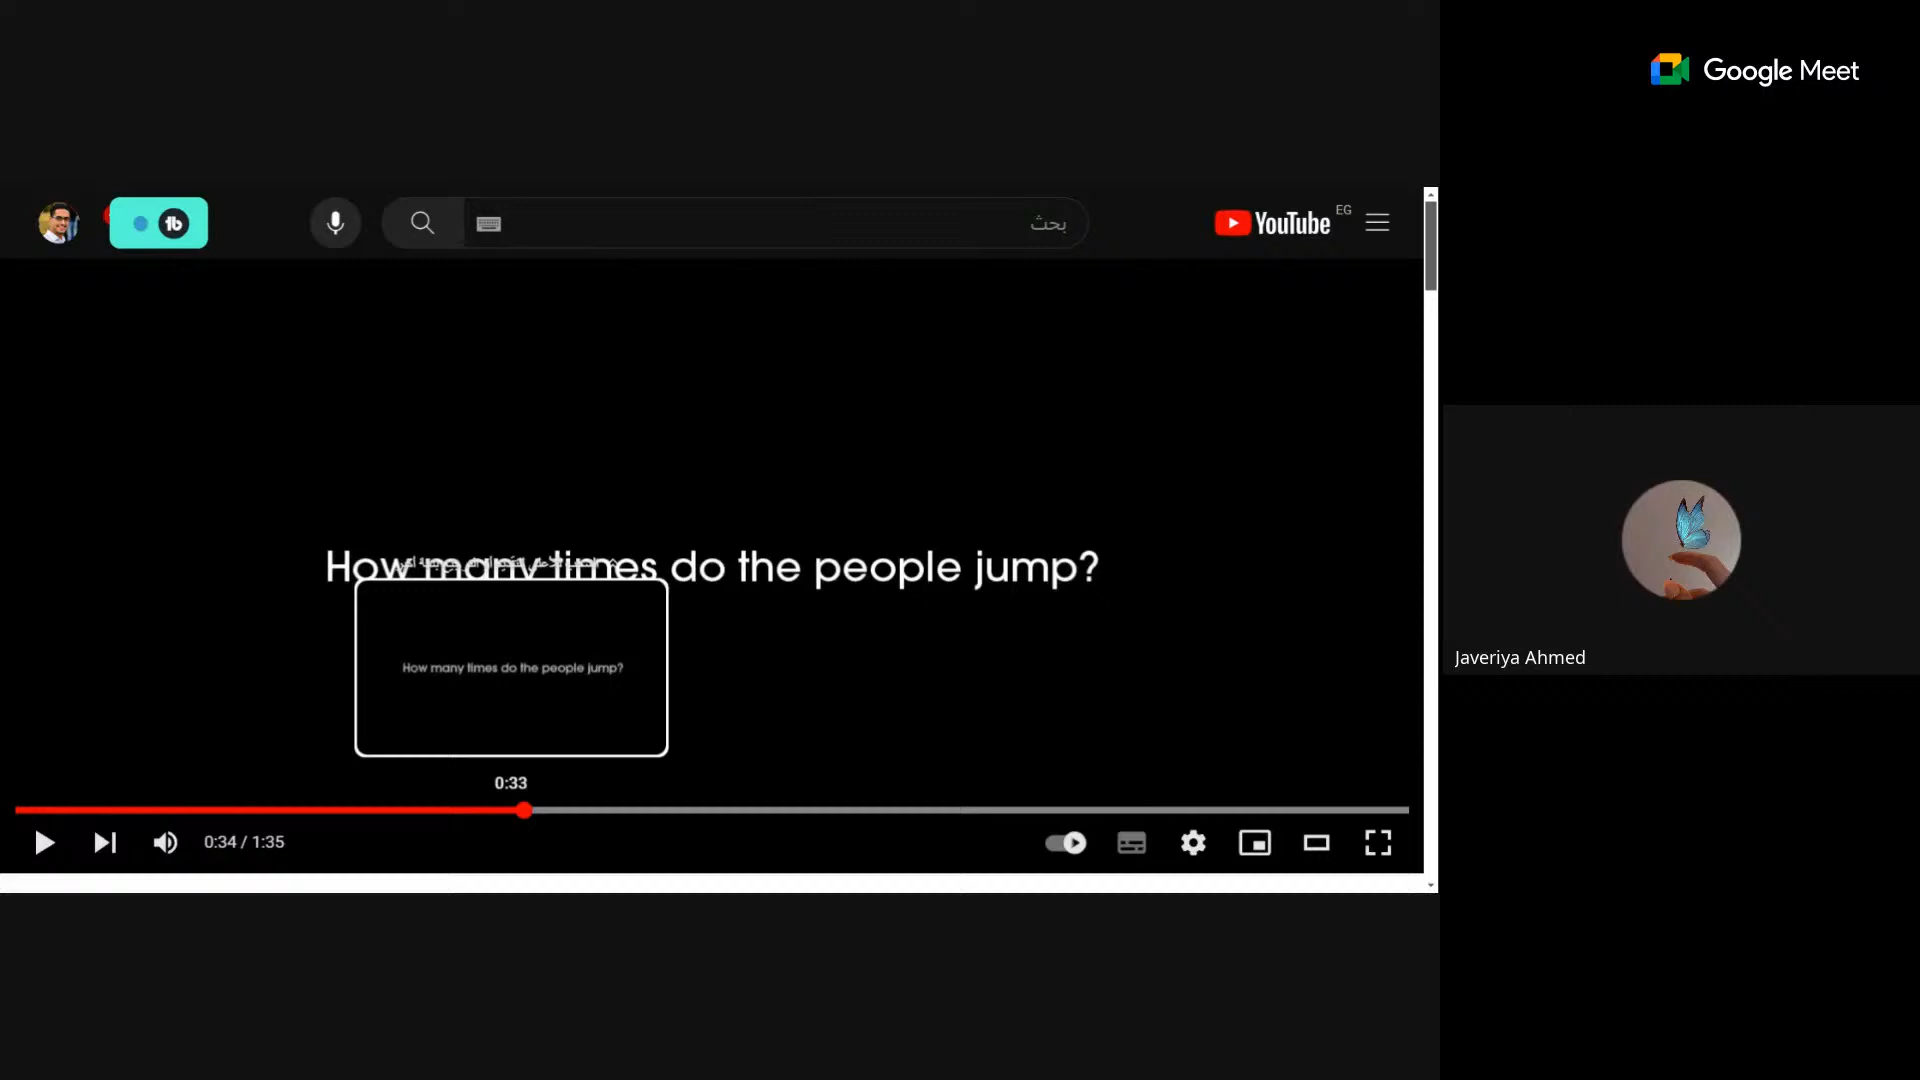 Google Meet
بحث
YouTube EG
How many times do the people jump?
How many times do the people jump?
0:33
0:34 / 1:35
Javeriya Ahmed